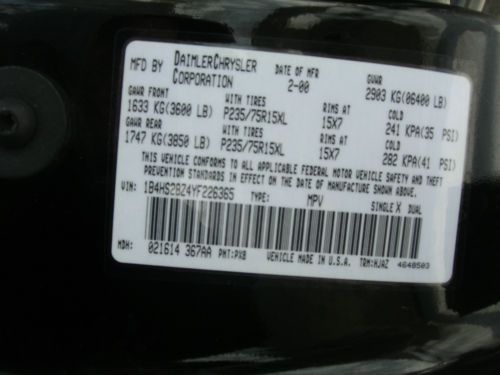 MFD BY DAIMLERCHRYSLER CORPORATION DATE OF MFR 2-00 GVWR 2903 KG(06400 LB)
GAWR FRONT WITH TIRES RIMS AT COLD
1633 KG(3600 LB) P235/75R15XL 15X7 241 KPA(35 PSI)
GAWR REAR WITH TIRES RIMS AT COLD
1747 KG(3850 LB) P235/75R15XL 15X7 282 KPA(41 PSI)
THIS VEHICLE CONFORMS TO ALL APPLICABLE FEDERAL MOTOR VEHICLE SAFETY AND THEFT
PREVENTION STANDARDS IN EFFECT ON THE DATE OF MANUFACTURE SHOWN ABOVE.
VIN: 1B4HS28Z4YF226365 TYPE: MPV SINGLE X DUAL
MDH: 021614 367AA PNT:PX8 VEHICLE MADE IN U.S.A. TRM:HJAZ 4648503